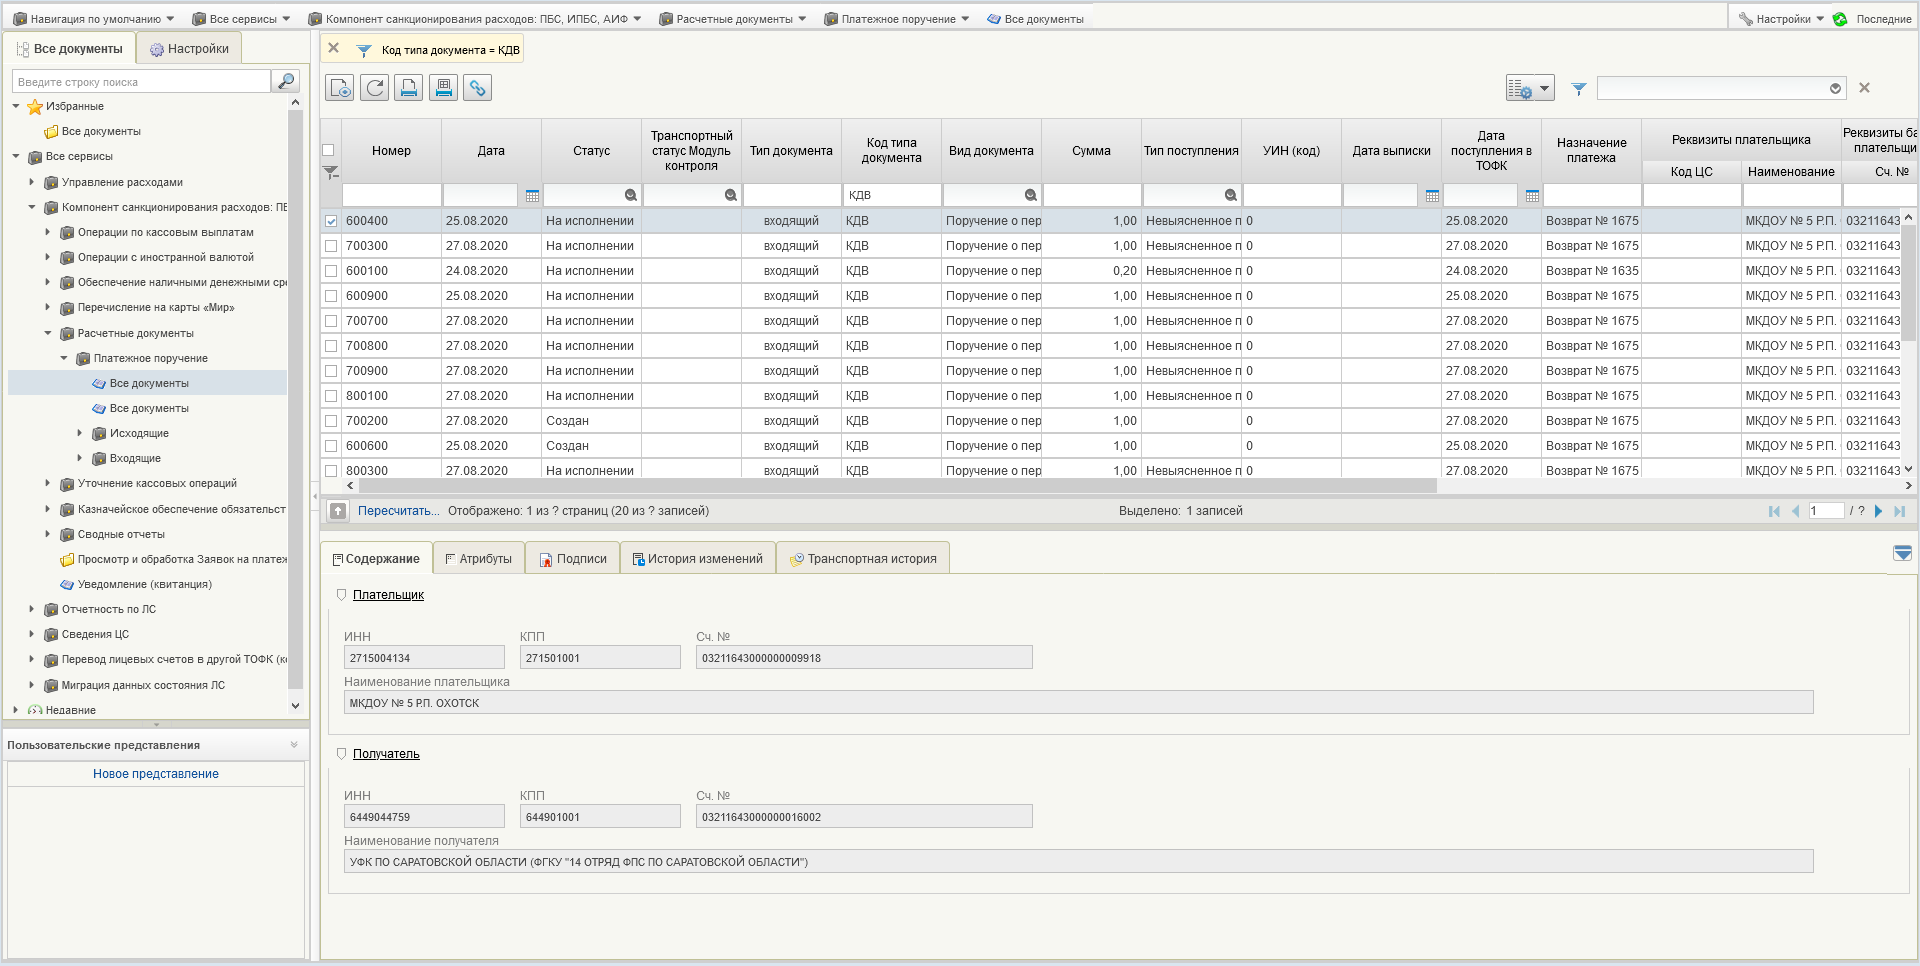 Навигация по умолчанию Все сервисы Компонент санкционирования расходов: ПБС, ИПБС, АИФ Расчетные документы Платежное поручение Все документы Настройки Последние
Все документы Настройки
Введите строку поиска
Избранные
Все документы
Все сервисы
Управление расходами
Компонент санкционирования расходов: ПБ
Операции по кассовым выплатам
Операции с иностранной валютой
Обеспечение наличными денежными сре
Перечисление на карты «Мир»
Расчетные документы
Платежное поручение
Все документы
Все документы
Исходящие
Входящие
Уточнение кассовых операций
Казначейское обеспечение обязательст
Сводные отчеты
Просмотр и обработка Заявок на платеж
Уведомление (квитанция)
Отчетность по ЛС
Сведения ЦС
Перевод лицевых счетов в другой ТОФК (к
Миграция данных состояния ЛС
Недавние
Пользовательские представления
Новое представление
Код типа документа = КДВ
Номер Дата Статус Транспортный статус Модуль контроля Тип документа Код типа документа Вид документа Сумма Тип поступления УИН (код) Дата выписки Дата поступления в ТОФК Назначение платежа Реквизиты плательщика Реквизиты ба плательщи
Код ЦС Наименование Сч. №
КДВ
600400 25.08.2020 На исполнении входящий КДВ Поручение о пер 1,00 Невыясненное п 0 25.08.2020 Возврат № 1675 МКДОУ № 5 Р.П. 03211643
700300 27.08.2020 На исполнении входящий КДВ Поручение о пер 1,00 Невыясненное п 0 27.08.2020 Возврат № 1675 МКДОУ № 5 Р.П. 03211643
600100 24.08.2020 На исполнении входящий КДВ Поручение о пер 0,20 Невыясненное п 0 24.08.2020 Возврат № 1635 МКДОУ № 5 Р.П. 03211643
600900 25.08.2020 На исполнении входящий КДВ Поручение о пер 1,00 Невыясненное п 0 25.08.2020 Возврат № 1675 МКДОУ № 5 Р.П. 03211643
700700 27.08.2020 На исполнении входящий КДВ Поручение о пер 1,00 Невыясненное п 0 27.08.2020 Возврат № 1675 МКДОУ № 5 Р.П. 03211643
700800 27.08.2020 На исполнении входящий КДВ Поручение о пер 1,00 Невыясненное п 0 27.08.2020 Возврат № 1675 МКДОУ № 5 Р.П. 03211643
700900 27.08.2020 На исполнении входящий КДВ Поручение о пер 1,00 Невыясненное п 0 27.08.2020 Возврат № 1675 МКДОУ № 5 Р.П. 03211643
800100 27.08.2020 На исполнении входящий КДВ Поручение о пер 1,00 Невыясненное п 0 27.08.2020 Возврат № 1675 МКДОУ № 5 Р.П. 03211643
700200 27.08.2020 Создан входящий КДВ Поручение о пер 1,00 0 27.08.2020 Возврат № 1675 МКДОУ № 5 Р.П. 03211643
600600 25.08.2020 Создан входящий КДВ Поручение о пер 1,00 0 25.08.2020 Возврат № 1675 МКДОУ № 5 Р.П. 03211643
800300 27.08.2020 На исполнении входящий КДВ Поручение о пер 1,00 Невыясненное п 0 27.08.2020 Возврат № 1675 МКДОУ № 5 Р.П. 03211643
Пересчитать... Отображено: 1 из ? страниц (20 из ? записей) Выделено: 1 записей 1 / ?
Содержание Атрибуты Подписи История изменений Транспортная история
Плательщик
ИНН КПП Сч. №
2715004134 271501001 03211643000000009918
Наименование плательщика
МКДОУ № 5 Р.П. ОХОТСК
Получатель
ИНН КПП Сч. №
6449044759 644901001 03211643000000016002
Наименование получателя
УФК ПО САРАТОВСКОЙ ОБЛАСТИ (ФГКУ "14 ОТРЯД ФПС ПО САРАТОВСКОЙ ОБЛАСТИ")